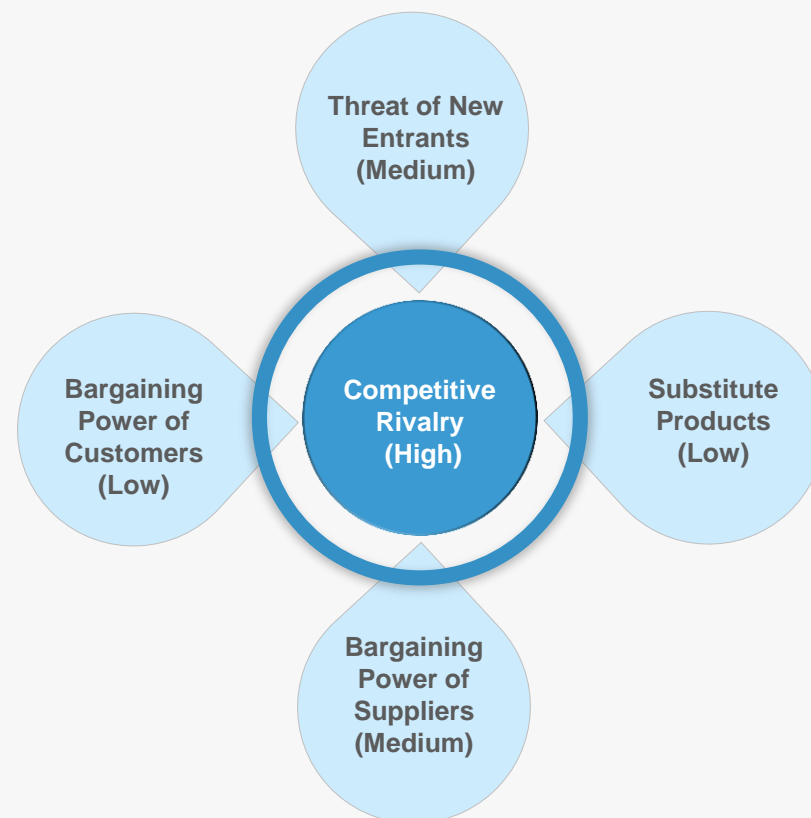 Threat of New
Entrants
(Medium)
Bargaining
Power of
Customers
(Low)
Competitive
Rivalry
(High)
Substitute
Products
(Low)
Bargaining
Power of
Suppliers
(Medium)